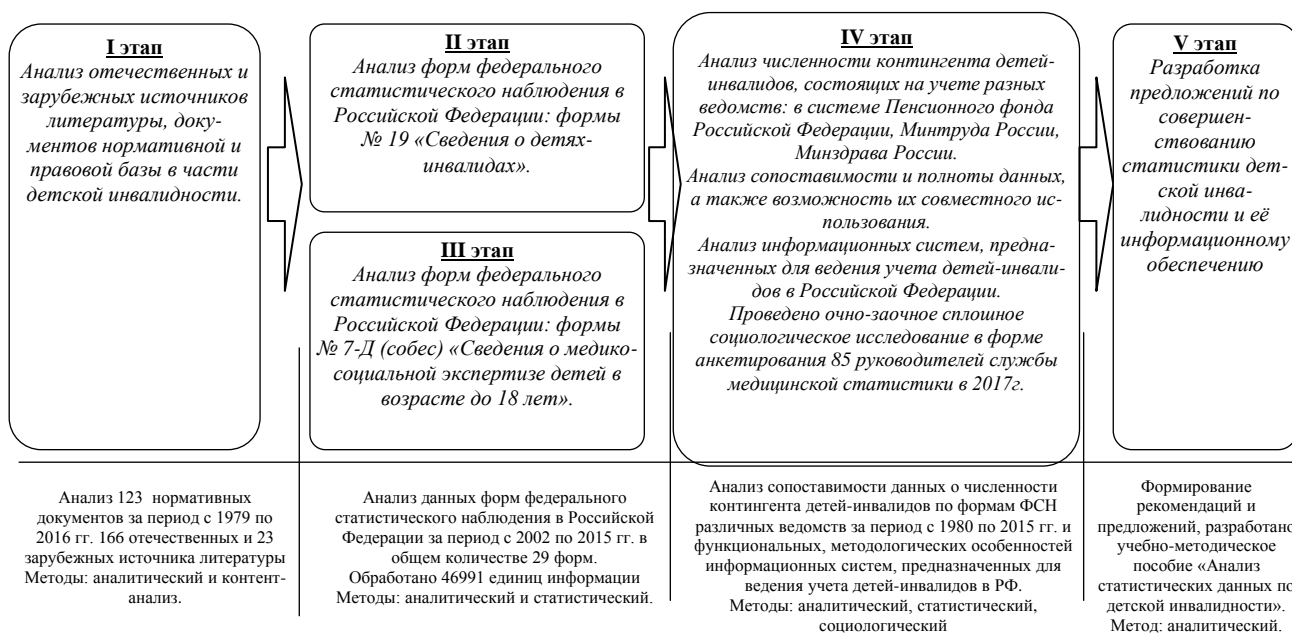 I этап
Анализ отечественных и
зарубежных источников
литературы, доку-
ментов нормативной и
правовой базы в части
детской инвалидности.
II этап
Анализ форм федерального
статистического наблюдения в
Российской Федерации: формы
№ 19 «Сведения о детях-
инвалидах».
III этап
Анализ форм федерального
статистического наблюдения в
Российской Федерации: формы
№ 7-Д (собес) «Сведения о медико-
социальной экспертизе детей в
возрасте до 18 лет».
IV этап
Анализ численности контингента детей-
инвалидов, состоящих на учете разных
ведомств: в системе Пенсионного фонда
Российской Федерации, Минтруда России,
Минздрава России.
Анализ сопоставимости и полноты данных,
а также возможность их совместного ис-
пользования.
Анализ информационных систем, предна-
значенных для ведения учета детей-инвали-
дов в Российской Федерации.
Проведено очно-заочное сплошное
социологическое исследование в форме
анкетирования 85 руководителей службы
медицинской статистики в 2017г.
V этап
Разработка
предложений по
совершен-
ствованию
статистики дет-
ской инва-
лидности и её
информационному
обеспечению
Анализ 123 нормативных
документов за период с 1979 по
2016 гг. 166 отечественных и 23
зарубежных источника литературы
Методы: аналитический и контент-
анализ.
Анализ данных форм федерального
статистического наблюдения в Российской
Федерации за период с 2002 по 2015 гг. в
общем количестве 29 форм.
Обработано 46991 единиц информации
Методы: аналитический и статистический.
Анализ сопоставимости данных о численности
контингента детей-инвалидов по формам ФСН
различных ведомств за период с 1980 по 2015 гг. и
функциональных, методологических особенностей
информационных систем, предназначенных для
ведения учета детей-инвалидов в РФ.
Методы: аналитический, статистический,
социологический
Формирование
рекомендаций и
предложений, разработано
учебно-методическое
пособие «Анализ
статистических данных по
детской инвалидности».
Метод: аналитический.